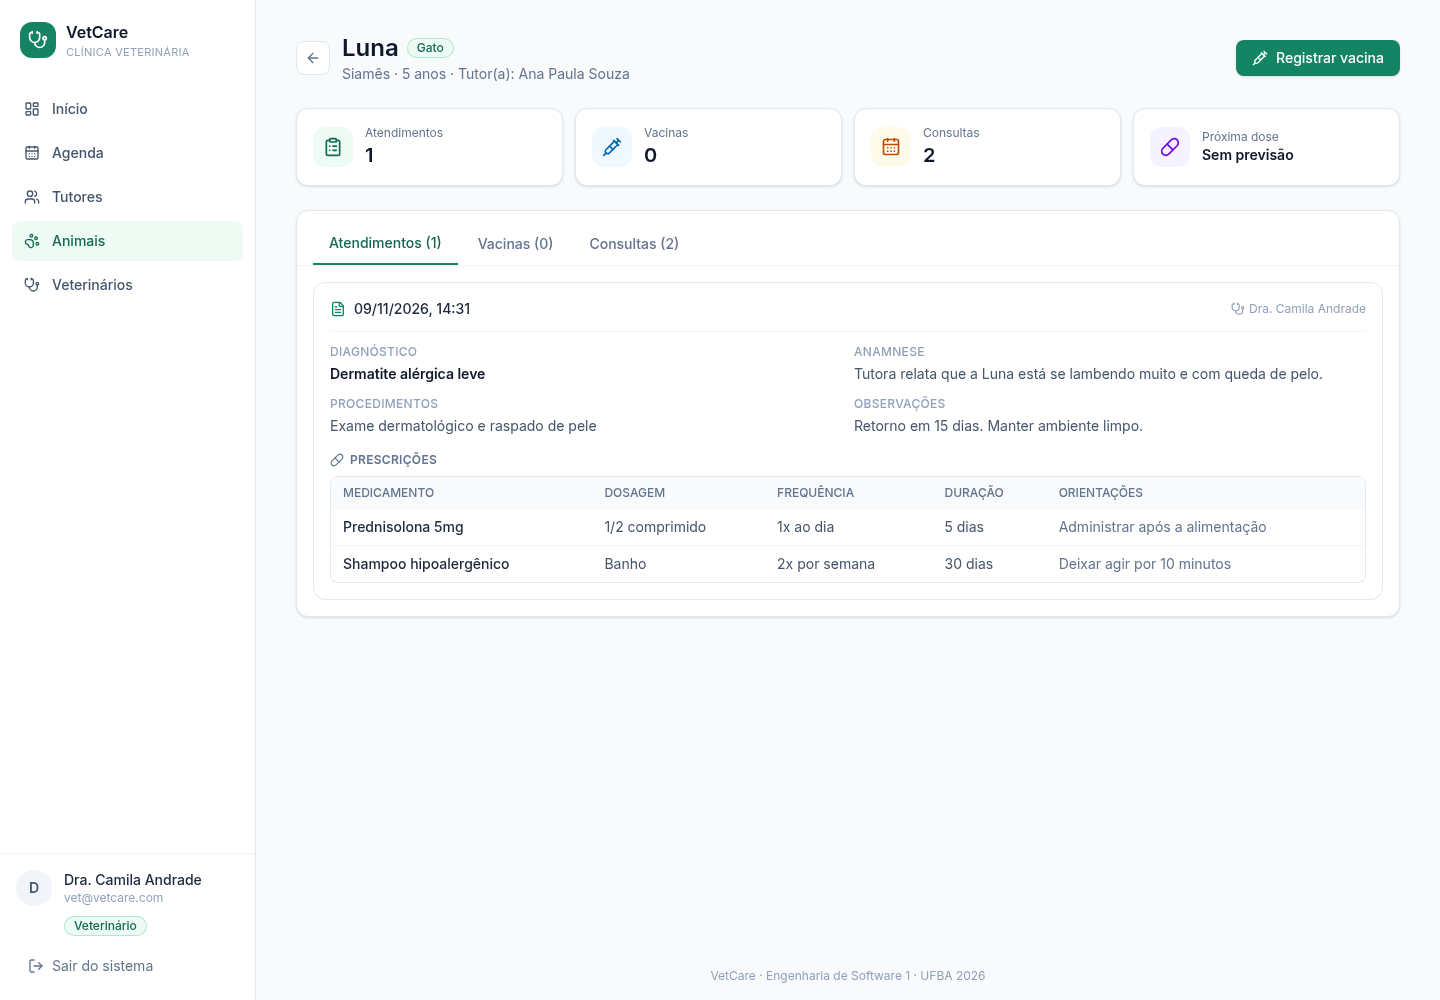 VetCare
CLÍNICA VETERINÁRIA
Início
Agenda
Tutores
Animais
Veterinários
Dra. Camila Andrade
D
vet@vetcare.com
Veterinário
Sair do sistema
Luna Gato
Siamês · 5 anos · Tutor(a): Ana Paula Souza
Registrar vacina
Atendimentos
1
Vacinas
0
Consultas
2
Próxima dose
Sem previsão
Atendimentos (1) Vacinas (0) Consultas (2)
09/11/2026, 14:31 Dra. Camila Andrade
DIAGNÓSTICO
Dermatite alérgica leve
ANAMNESE
Tutora relata que a Luna está se lambendo muito e com queda de pelo.
PROCEDIMENTOS
Exame dermatológico e raspado de pele
OBSERVAÇÕES
Retorno em 15 dias. Manter ambiente limpo.
PRESCRIÇÕES
MEDICAMENTO DOSAGEM FREQUÊNCIA DURAÇÃO ORIENTAÇÕES
Prednisolona 5mg 1/2 comprimido 1x ao dia 5 dias Administrar após a alimentação
Shampoo hipoalergênico Banho 2x por semana 30 dias Deixar agir por 10 minutos
VetCare · Engenharia de Software 1 · UFBA 2026